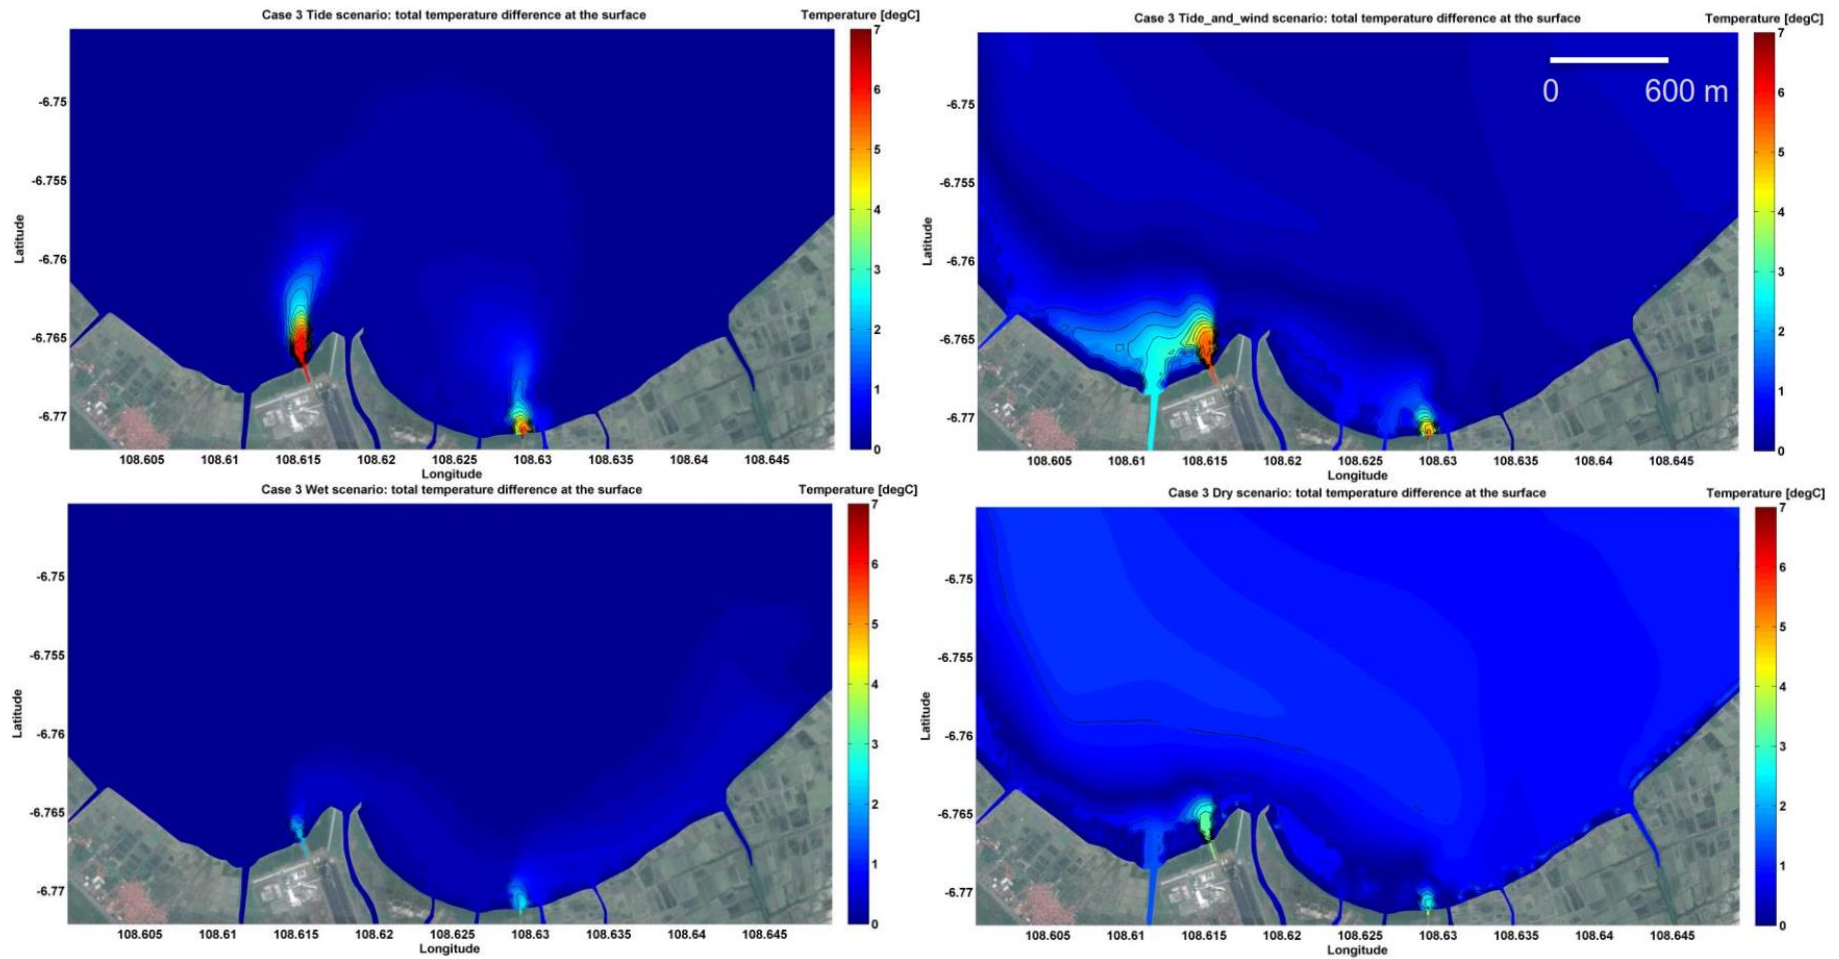 Case 3 Tide scenario: total temperature difference at the surface
Temperature [degC]
7
6
5
4
3
2
1
0
-6.75
-6.755
-6.76
-6.765
-6.77
Latitude
108.605 108.61 108.615 108.62 108.625 108.63 108.635 108.64 108.645
Longitude
Case 3 Tide_and_wind scenario: total temperature difference at the surface
Temperature [degC]
0 600 m
7
6
5
4
3
2
1
0
-6.75
-6.755
-6.76
-6.765
-6.77
Latitude
108.605 108.61 108.615 108.62 108.625 108.63 108.635 108.64 108.645
Longitude
Case 3 Wet scenario: total temperature difference at the surface
Temperature [degC]
7
6
5
4
3
2
1
0
-6.75
-6.755
-6.76
-6.765
-6.77
Latitude
108.605 108.61 108.615 108.62 108.625 108.63 108.635 108.64 108.645
Longitude
Case 3 Dry scenario: total temperature difference at the surface
Temperature [degC]
7
6
5
4
3
2
1
0
-6.75
-6.755
-6.76
-6.765
-6.77
Latitude
108.605 108.61 108.615 108.62 108.625 108.63 108.635 108.64 108.645
Longitude